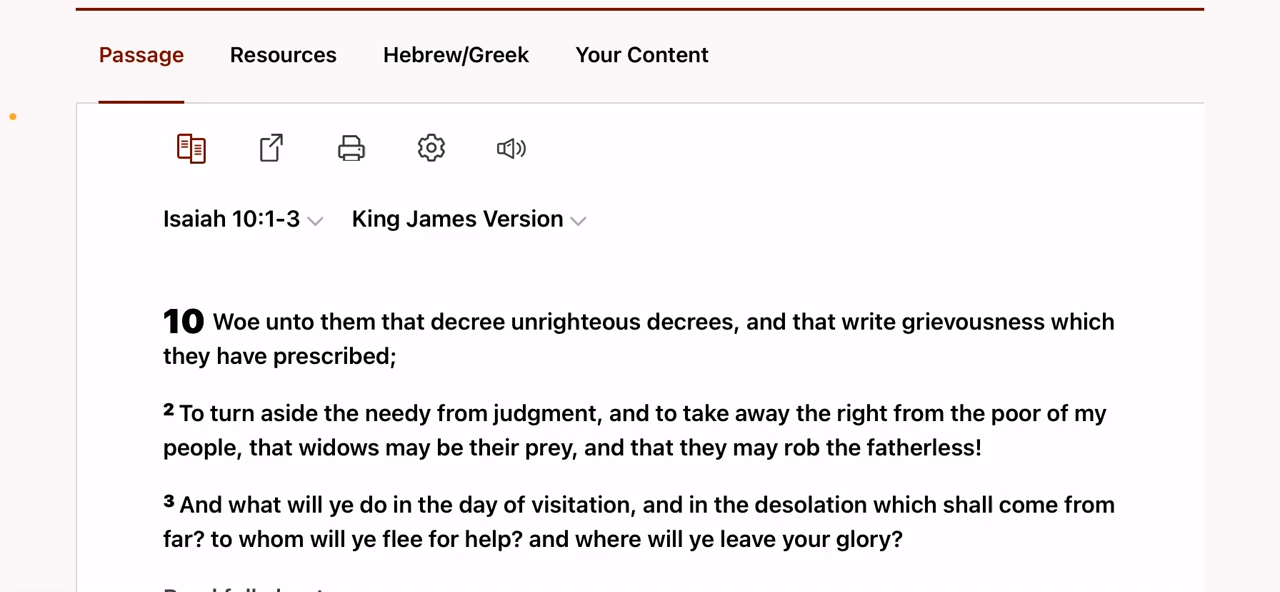 Passage Resources Hebrew/Greek Your Content
Isaiah 10:1-3 King James Version
10 Woe unto them that decree unrighteous decrees, and that write grievousness which
they have prescribed;
2 To turn aside the needy from judgment, and to take away the right from the poor of my
people, that widows may be their prey, and that they may rob the fatherless!
3 And what will ye do in the day of visitation, and in the desolation which shall come from
far? to whom will ye flee for help? and where will ye leave your glory?